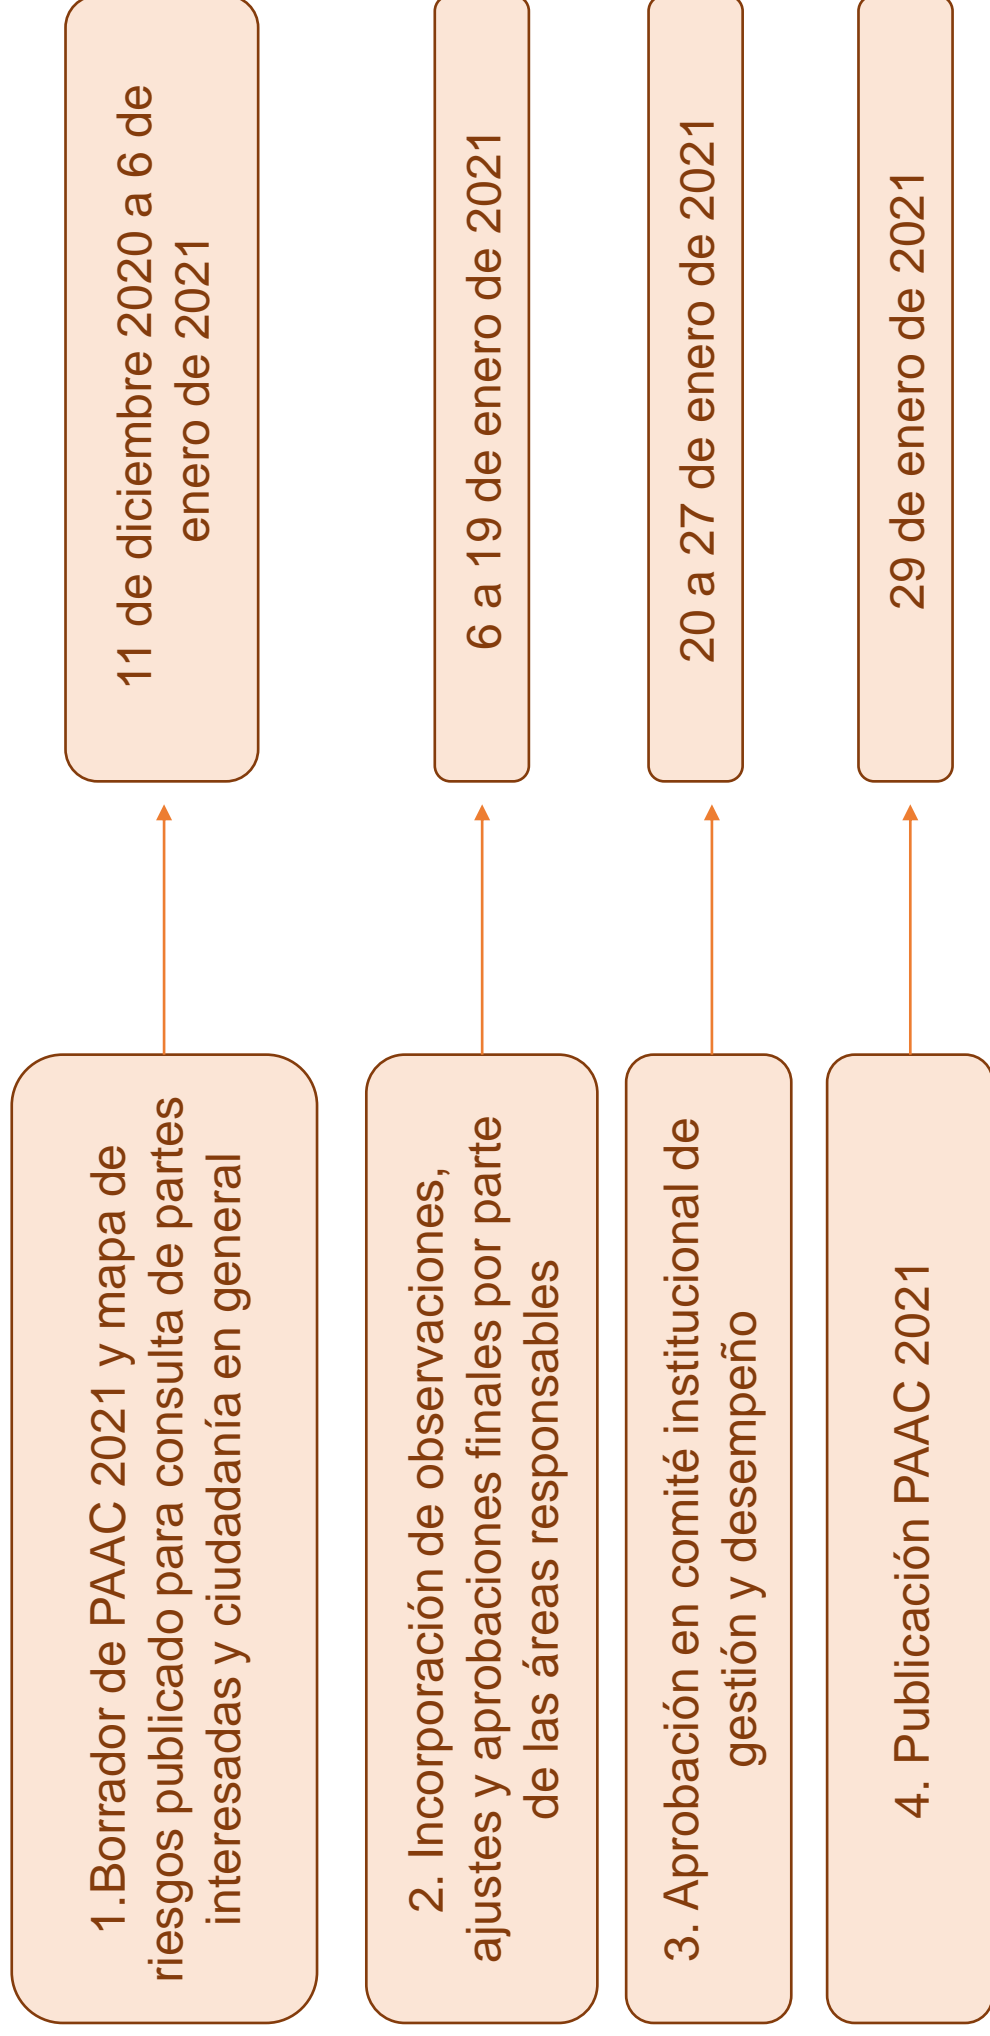 1.Borrador de PAAC 2021 y mapa de
riesgos publicado para consulta de partes
interesadas y ciudadanía en general
11 de diciembre 2020 a 6 de
enero de 2021
2. Incorporación de observaciones,
ajustes y aprobaciones finales por parte
de las áreas responsables
6 a 19 de enero de 2021
3. Aprobación en comité institucional de
gestión y desempeño
20 a 27 de enero de 2021
4. Publicación PAAC 2021
29 de enero de 2021